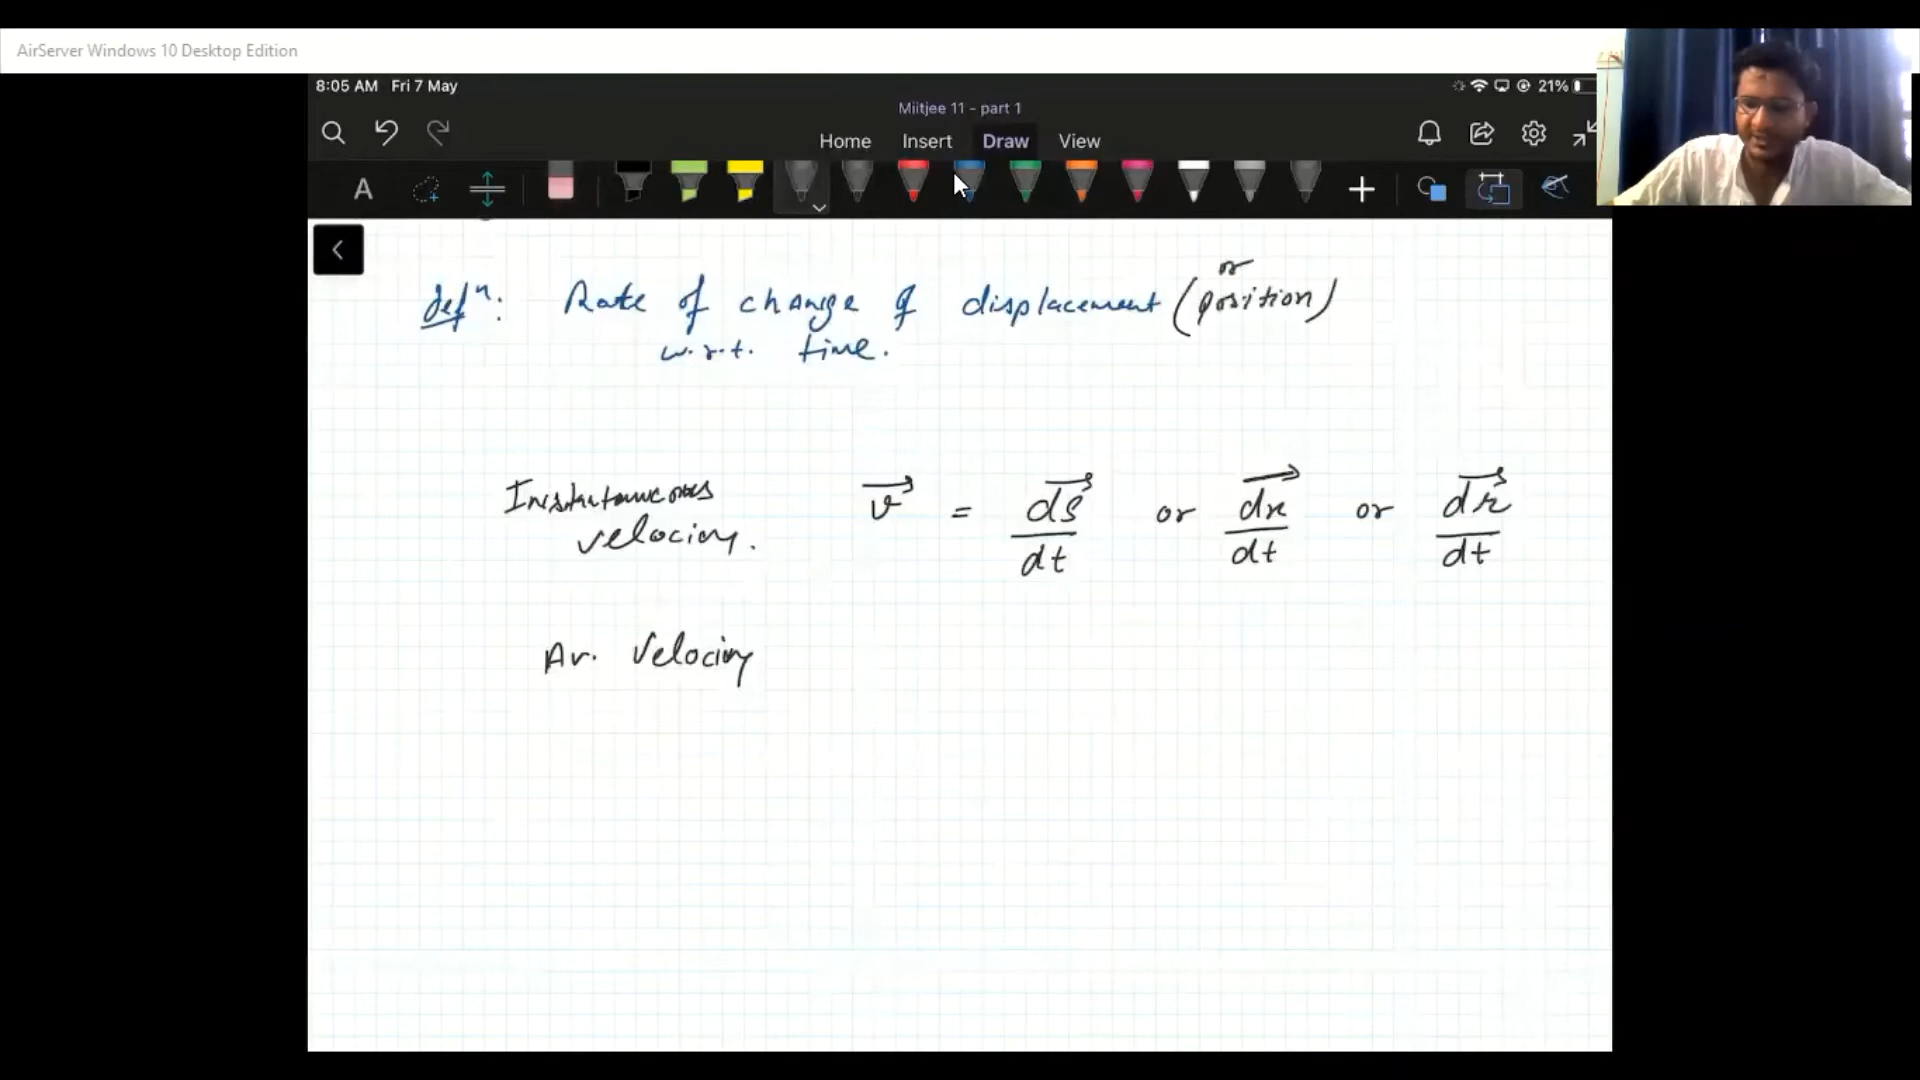 AirServer Windows 10 Desktop Edition
8:05 AM Fri 7 May
21%
Miitjee 11 - part 1
Home Insert Draw View
A
defⁿ: Rate of change of displacement (or position)
w.r.t. time.
Instantaneous velocity. v⃗ = ds⃗/dt or dx⃗/dt or dr⃗/dt
Av. Velocity